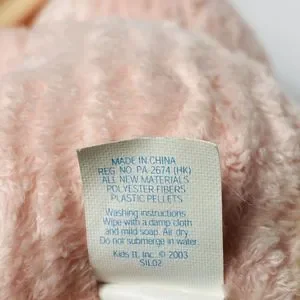 MADE IN CHINA
REG. NO. PA-2674 (HK)
ALL NEW MATERIALS
POLYESTER FIBERS
PLASTIC PELLETS
Washing instructions:
Wipe with a damp cloth
and mild soap. Air dry.
Do not submerge in water.
Kids II, Inc. © 2003
SIL02